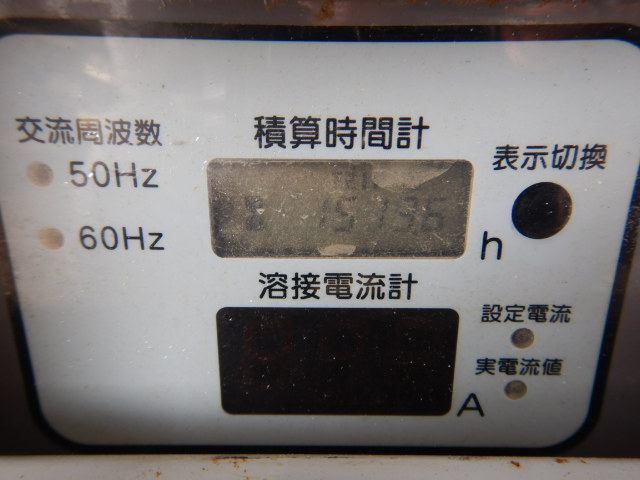 積算時間計
交流周波数
50Hz
60Hz
表示切換
h
溶接電流計
設定電流
実電流値
A